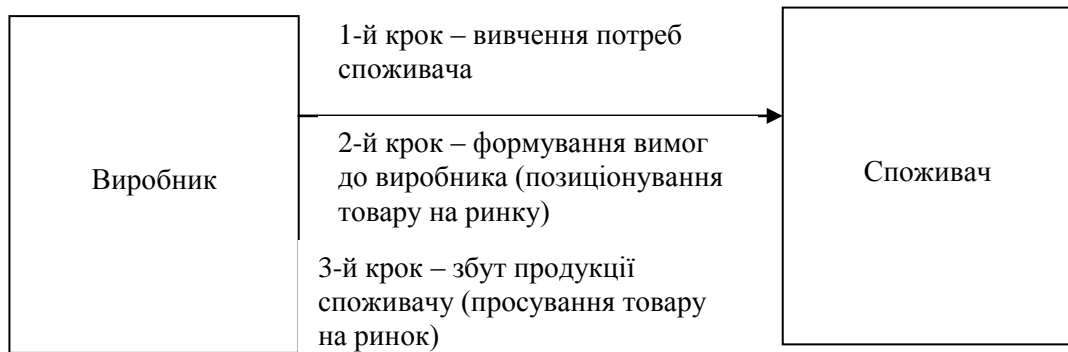 1-й крок – вивчення потреб
споживача
2-й крок – формування вимог
до виробника (позиціонування
товару на ринку)
Виробник
Споживач
3-й крок – збут продукції
споживачу (просування товару
на ринок)